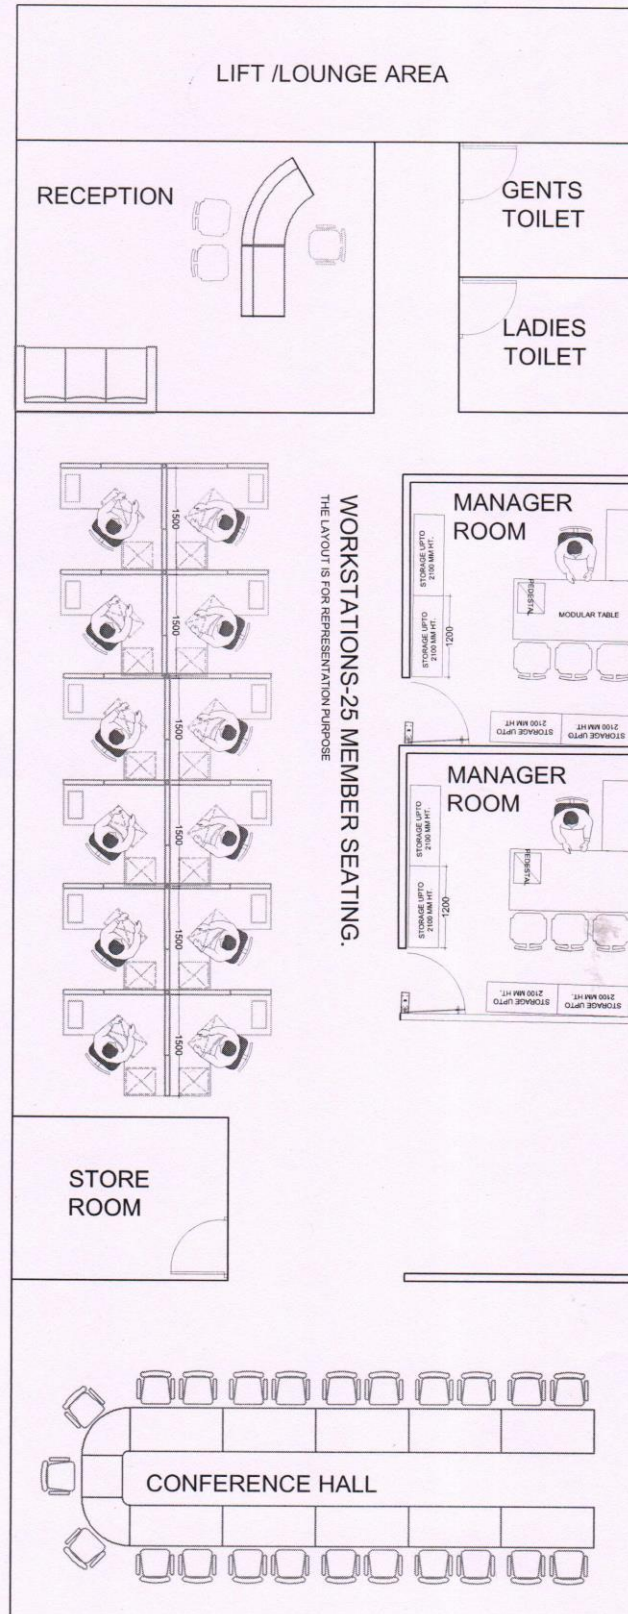 LIFT /LOUNGE AREA
RECEPTION
GENTS
TOILET
LADIES
TOILET
WORKSTATIONS-25 MEMBER SEATING.
THE LAYOUT IS FOR REPRESENTATION PURPOSE
1500
1500
1500
1500
1500
1500
MANAGER
ROOM
STORAGE UPTO
2100 MM HT.
STORAGE UPTO
2100 MM HT.
1200
PEDESTAL
MODULAR TABLE
STORAGE UPTO
2100 MM HT
STORAGE UPTO
2100 MM HT.
MANAGER
ROOM
STORAGE UPTO
2100 MM HT.
STORAGE UPTO
2100 MM HT.
1200
PEDESTAL
STORAGE UPTO
2100 MM HT.
STORAGE UPTO
2100 MM HT.
STORE
ROOM
CONFERENCE HALL